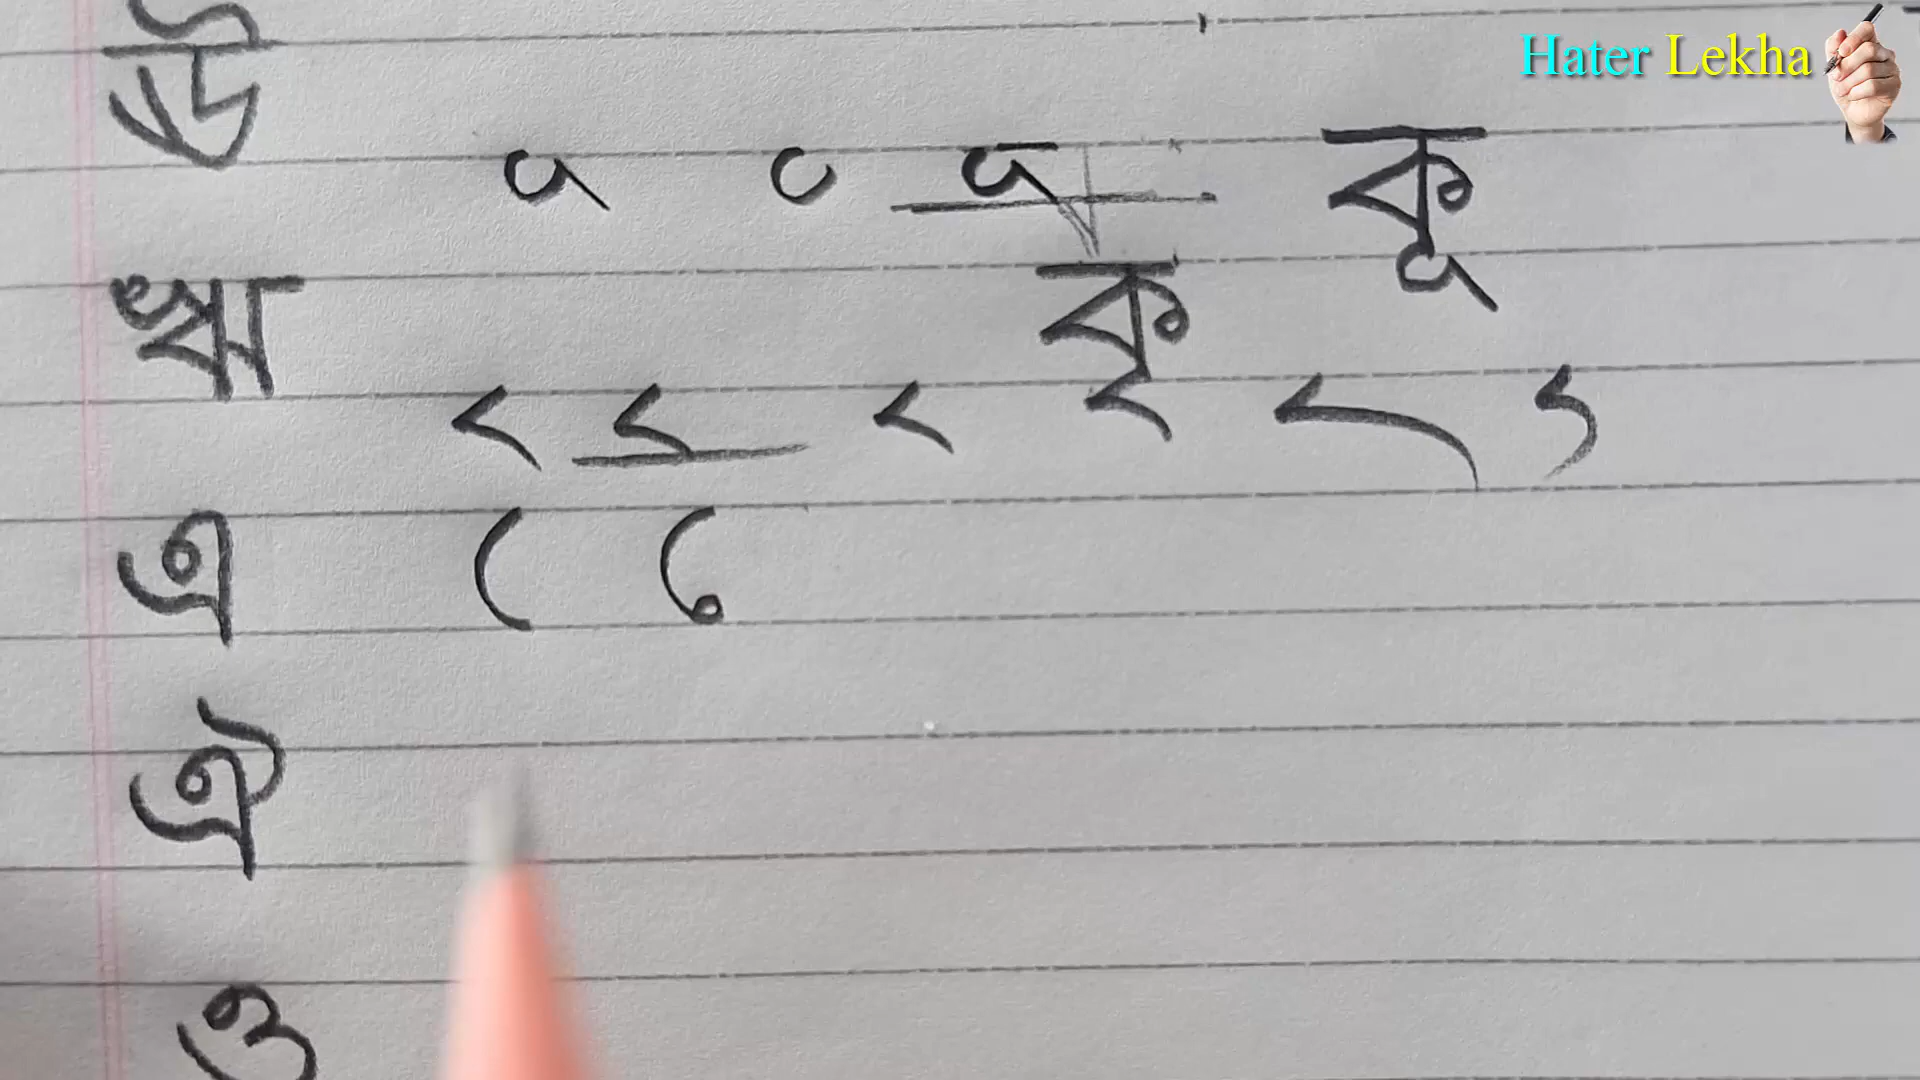 Hater Lekha
ঊ ূ ূ কূ
ঋ কৃ
ৃ ৃ ৃ
এ ে
ঐ
ও